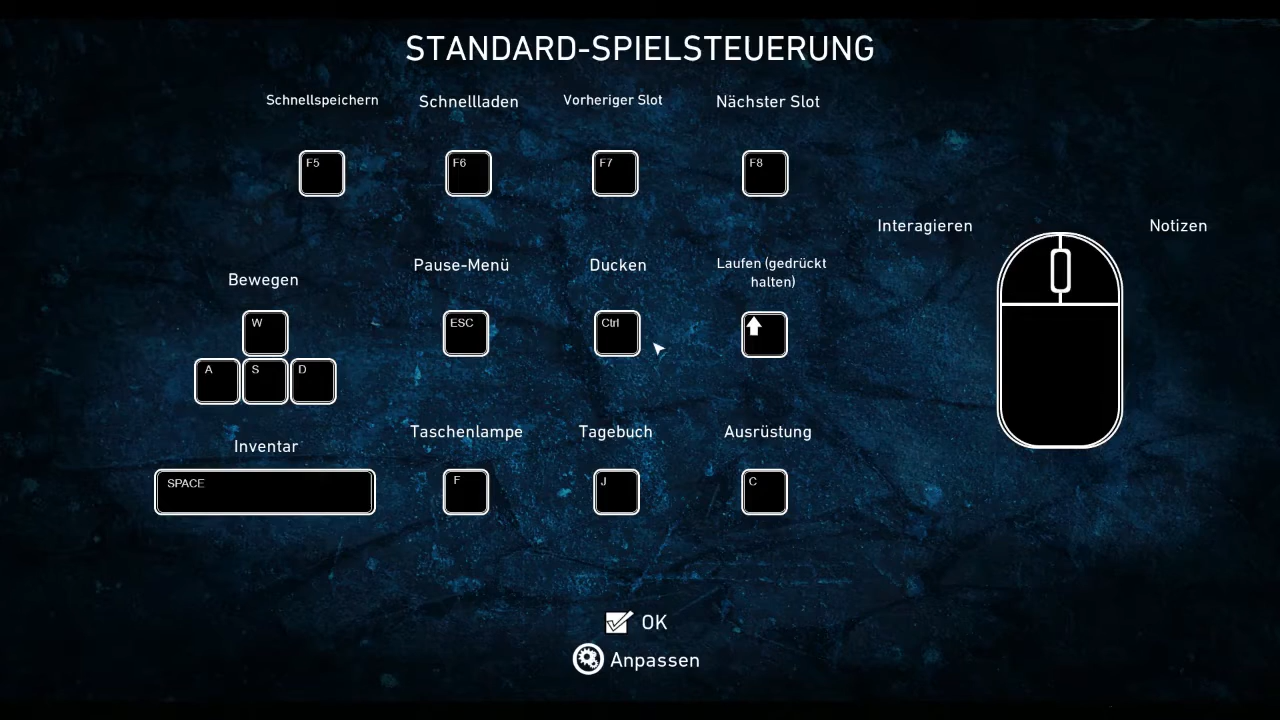 STANDARD-SPIELSTEUERUNG
Schnellspeichern
Schnellladen
Vorheriger Slot
Nächster Slot
F5
F6
F7
F8
Interagieren
Notizen
Bewegen
Pause-Menü
Ducken
Laufen (gedrückt
halten)
W
ESC
Ctrl
A
S
D
Inventar
Taschenlampe
Tagebuch
Ausrüstung
SPACE
F
J
C
OK
Anpassen